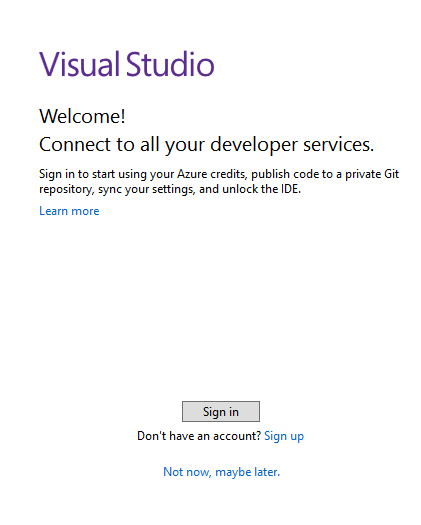 Visual Studio
Welcome!
Connect to all your developer services.
Sign in to start using your Azure credits, publish code to a private Git
repository, sync your settings, and unlock the IDE.
Learn more
Sign in
Don't have an account? Sign up
Not now, maybe later.